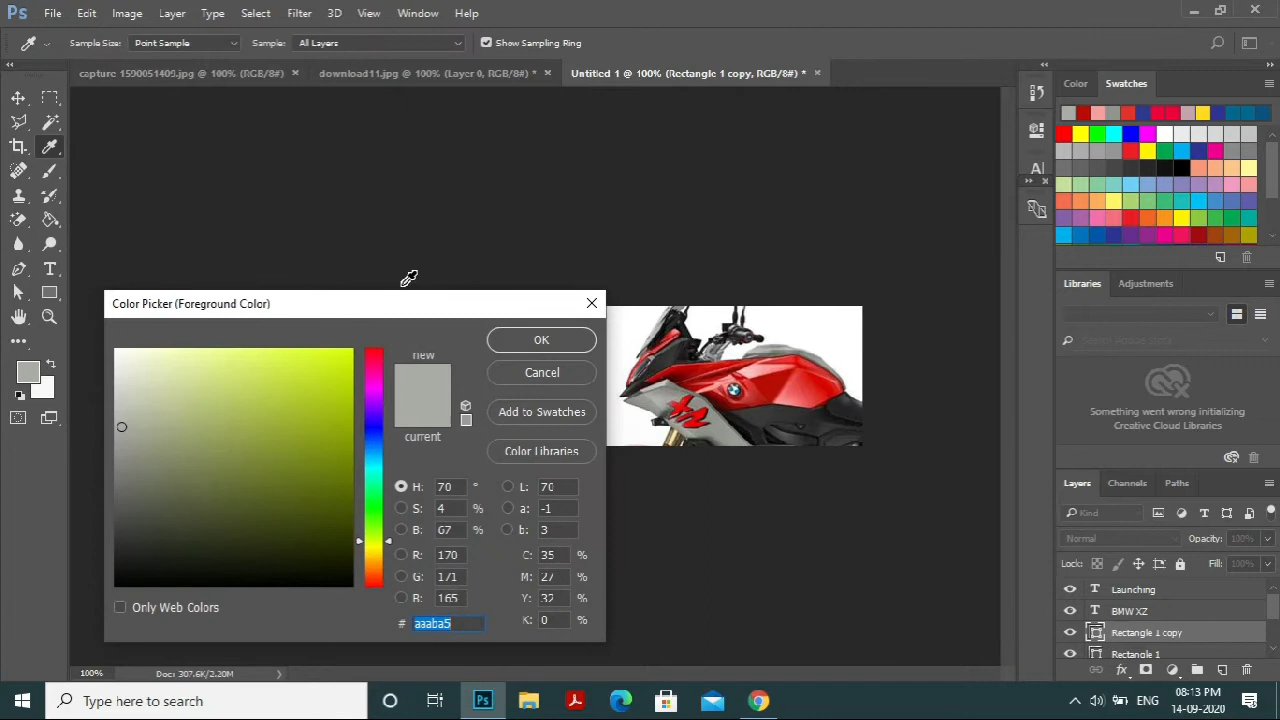 Ps File Edit Image Layer Type Select Filter 3D View Window Help
Sample Size: Point Sample Sample: All Layers Show Sampling Ring
capture 1590051409.jpg @ 100% (RGB/8#) × download11.jpg @ 100% (Layer 0, RGB/8#) * × Untitled-1 @ 100% (Rectangle 1 copy, RGB/8#) * ×
Color Swatches
Color Picker (Foreground Color)
new
current
OK
Cancel
Add to Swatches
Color Libraries
H: 70 ° L: 70
S: 4 % a: -1
B: 67 % b: 3
R: 170 C: 35 %
G: 171 M: 27 %
B: 165 Y: 32 %
# aaaba5 K: 0 %
Only Web Colors
XZ
Libraries Adjustments
Search Adobe Stock
Something went wrong initializing
Creative Cloud Libraries
Layers Channels Paths
Kind
Normal Opacity: 100%
Lock: Fill: 100%
T Launching
T BMW XZ
Rectangle 1 copy
Rectangle 1
100% Doc: 307.6K/2.20M
Type here to search
ENG
08:13 PM
14-09-2020